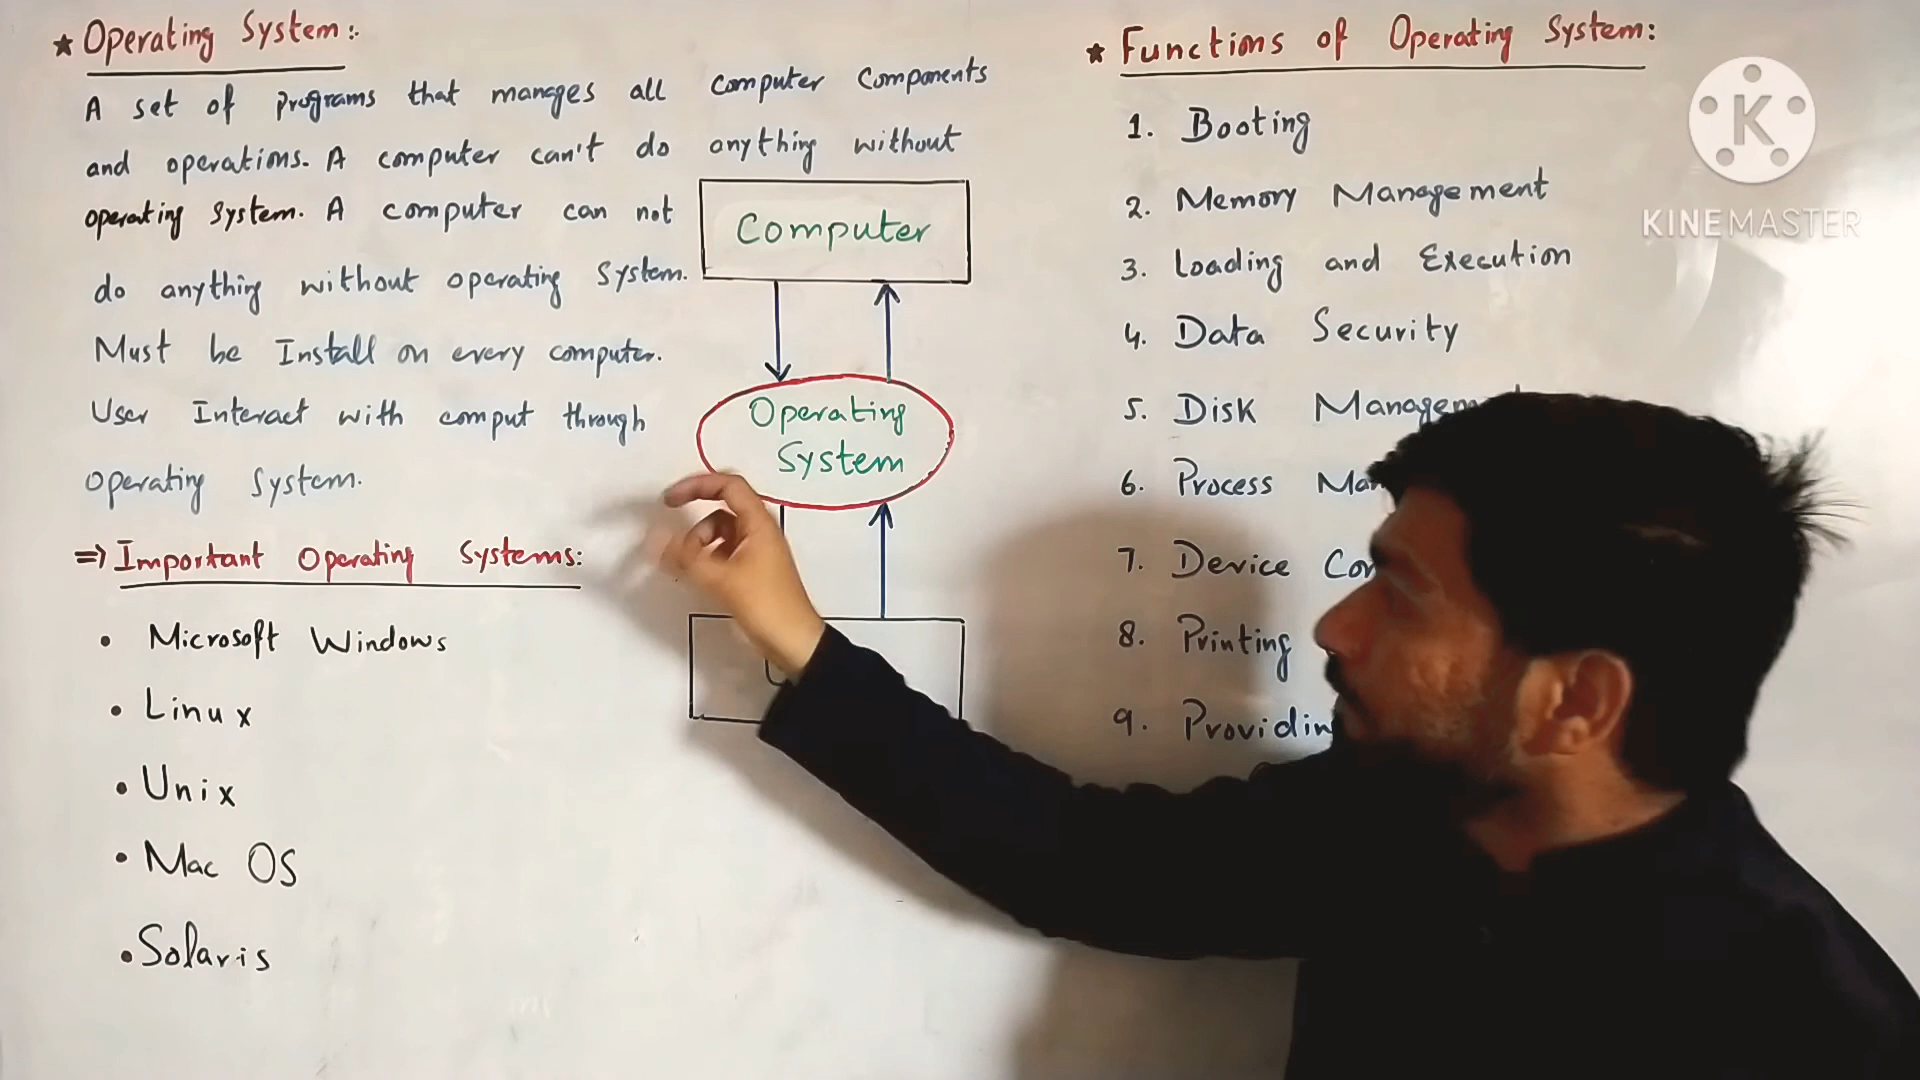 ★ Operating System:.
A set of programs that manages all computer components
and operations. A computer can't do anything without
operating System. A computer can not
do anything without operating System.
Must be Install on every computer.
User Interact with comput through
Operating System.
⇒ Important Operating Systems:
• Microsoft Windows
• Linux
• Unix
• Mac OS
• Solaris
Computer
Operating
System
★ Functions of Operating System:
1. Booting
2. Memory Management
3. Loading and Execution
4. Data Security
5. Disk
6. Process
7. Device
8. Printing
9.
K
KINEMASTER